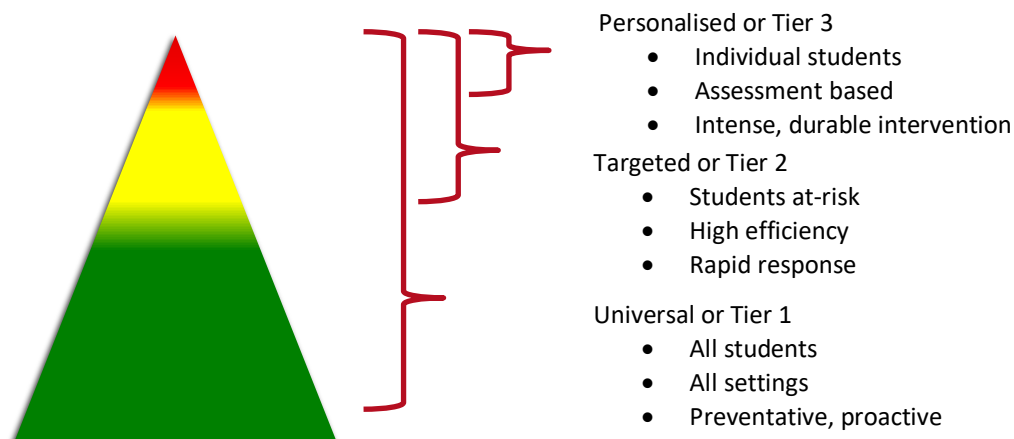 Personalised or Tier 3
• Individual students
• Assessment based
• Intense, durable intervention
Targeted or Tier 2
• Students at-risk
• High efficiency
• Rapid response
Universal or Tier 1
• All students
• All settings
• Preventative, proactive